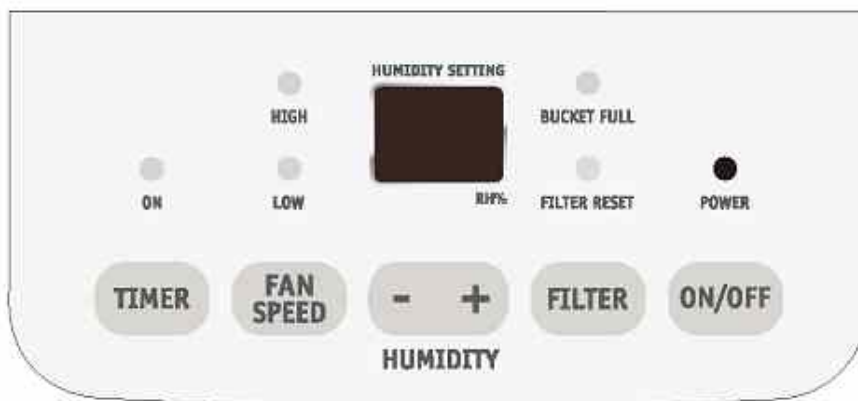 HUMIDITY SETTING
HIGH
BUCKET FULL
ON
LOW
RH%
FILTER RESET
POWER
TIMER
FAN
SPEED
- +
FILTER
ON/OFF
HUMIDITY